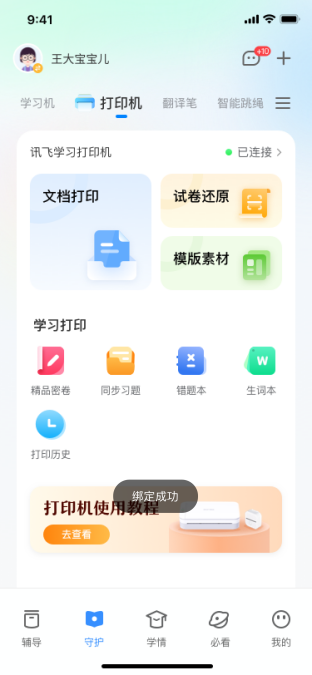 9:41
王大宝宝儿
+10
学习机
打印机
翻译笔
智能跳绳
讯飞学习打印机
已连接
文档打印
试卷还原
模版素材
学习打印
精品密卷
同步习题
错题本
生词本
打印历史
绑定成功
打印机使用教程
去查看
辅导
守护
学情
必看
我的